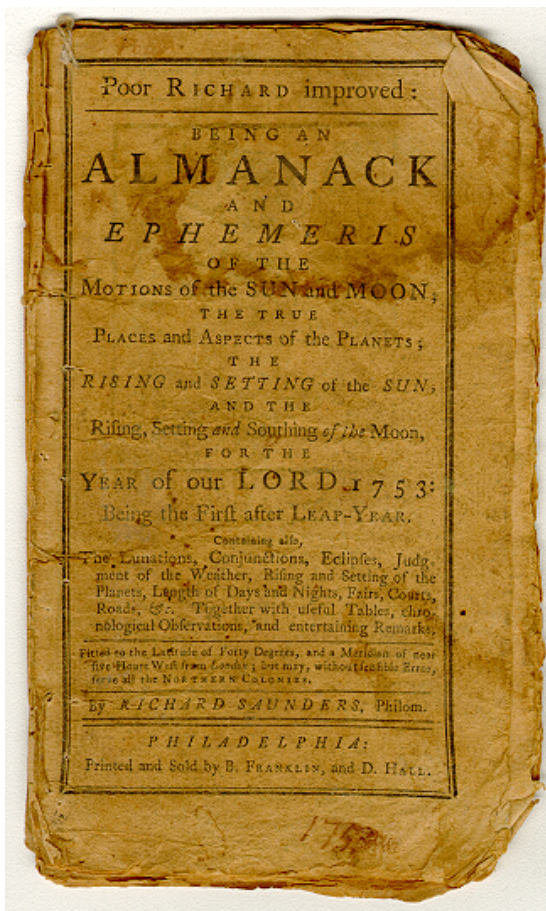 Poor RICHARD improved:
BEING AN
ALMANACK
AND
EPHEMERIS
OF THE
MOTIONS of the SUN and MOON;
THE TRUE
PLACES and ASPECTS of the PLANETS;
THE
RISING and SETTING of the SUN;
AND THE
Riſing, Setting and Southing of the Moon,
FOR THE
YEAR of our LORD 1753:
Being the Firſt after LEAP-YEAR.
Containing alſo,
The Lunations, Conjunctions, Eclipſes, Judg-
ment of the Weather, Riſing and Setting of the
Planets, Length of Days and Nights, Fairs, Courts,
Roads, &c. Together with uſeful Tables, chro-
nological Obſervations, and entertaining Remarks.
Fitted to the Latitude of Forty Degrees, and a Meridian of near
five Hours Weſt from London; but may, without ſenſible Error,
ſerve all the NORTHERN COLONIES.
By RICHARD SAUNDERS, Philom.
PHILADELPHIA:
Printed and Sold by B. FRANKLIN, and D. HALL.